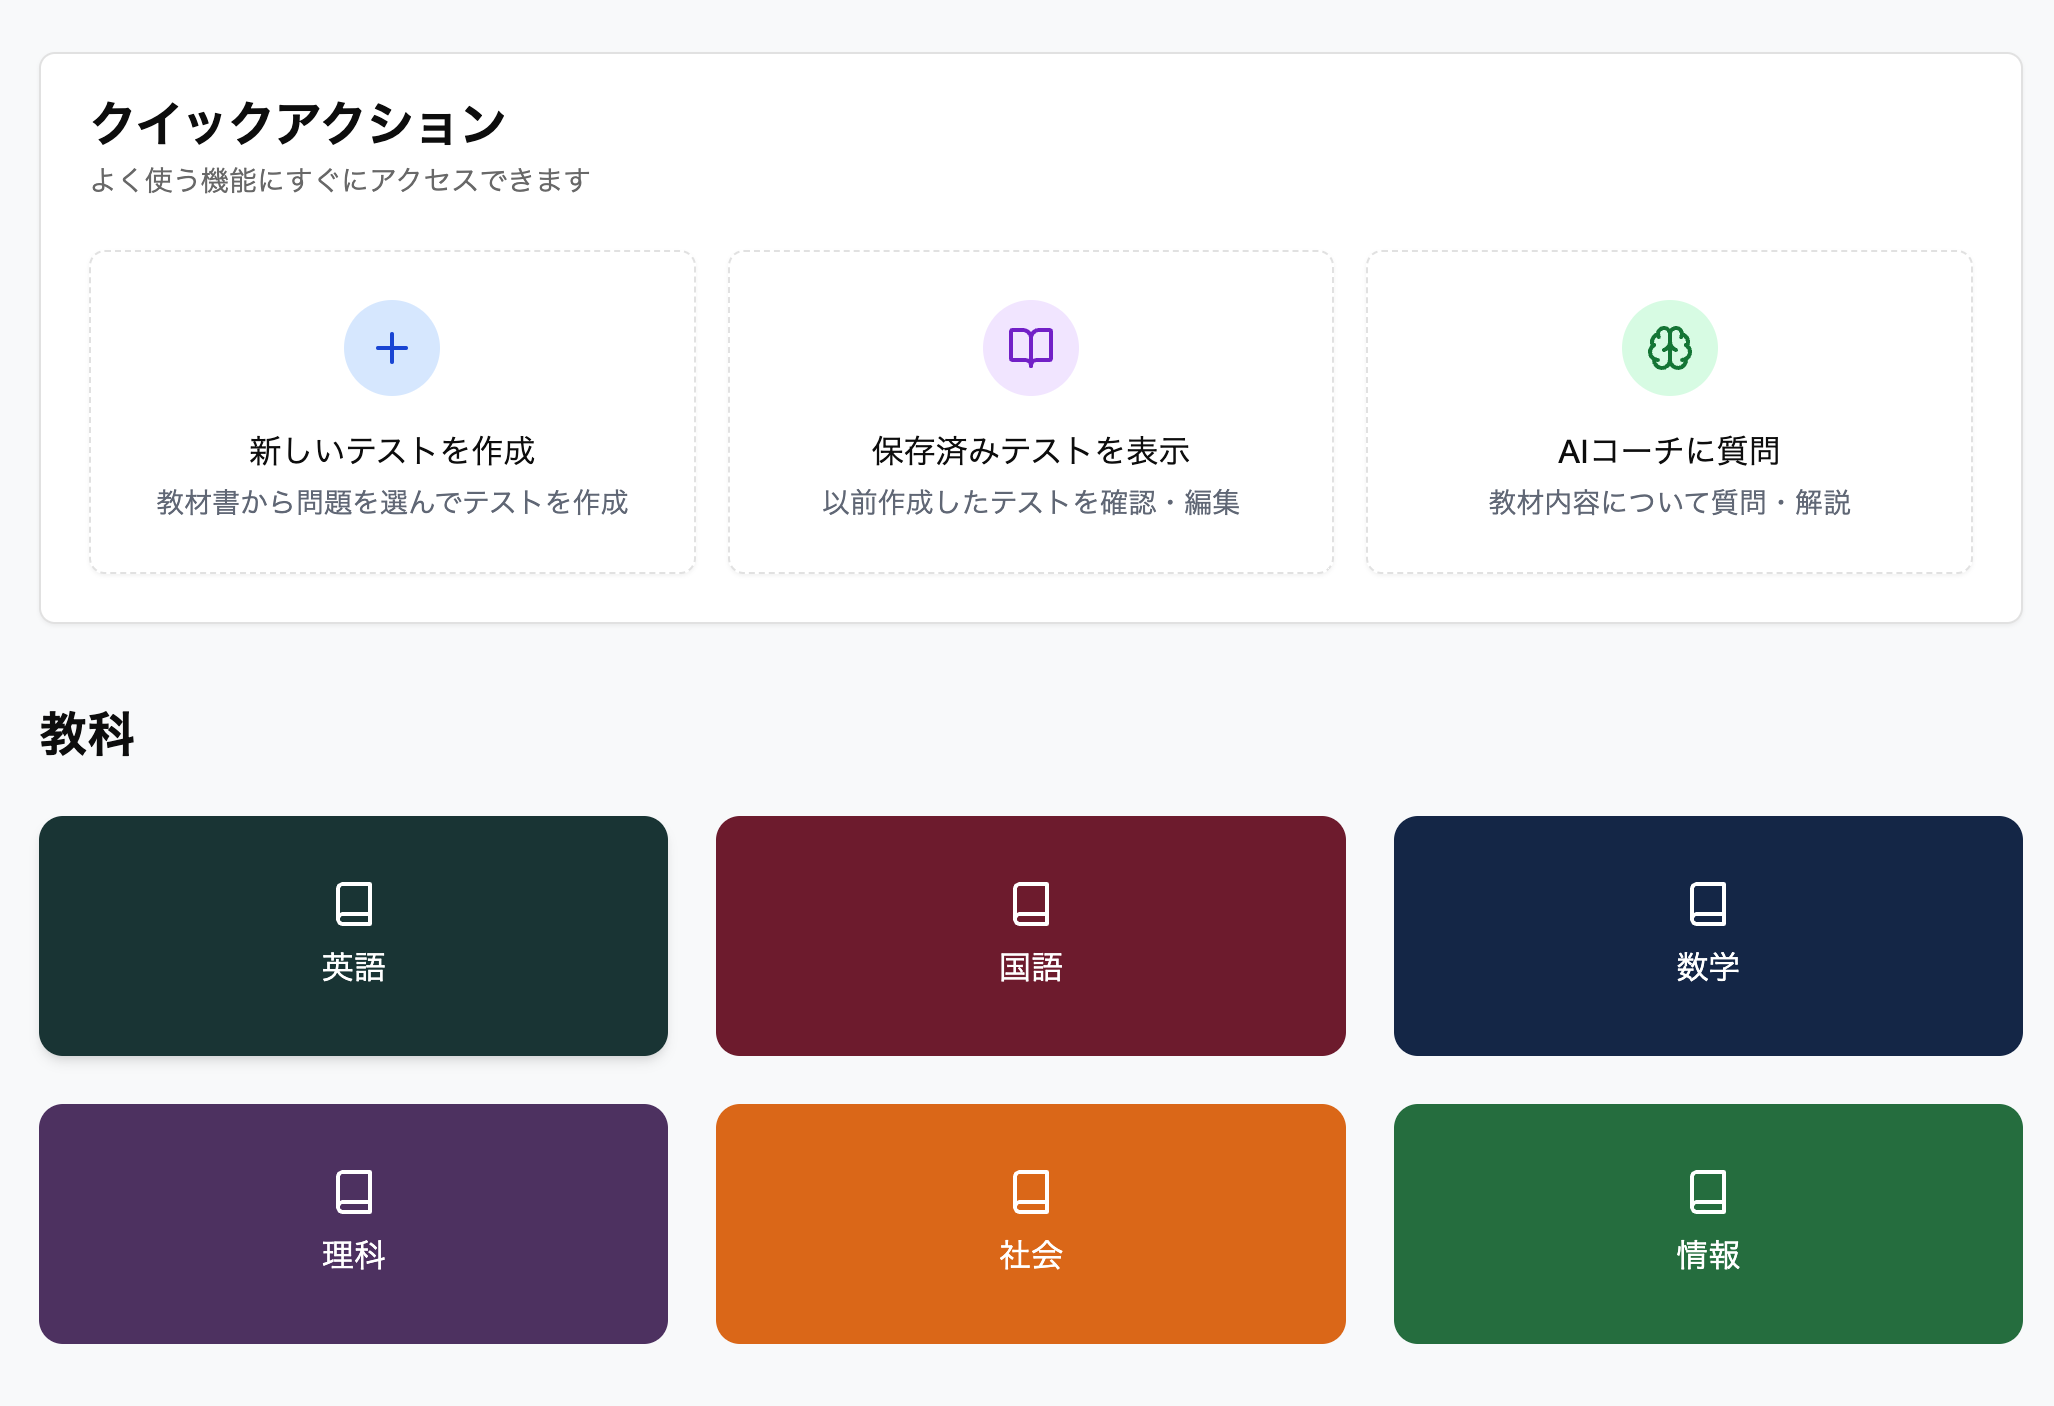 クイックアクション
よく使う機能にすぐにアクセスできます
新しいテストを作成
教材書から問題を選んでテストを作成
保存済みテストを表示
以前作成したテストを確認・編集
AIコーチに質問
教材内容について質問・解説
教科
英語
国語
数学
理科
社会
情報